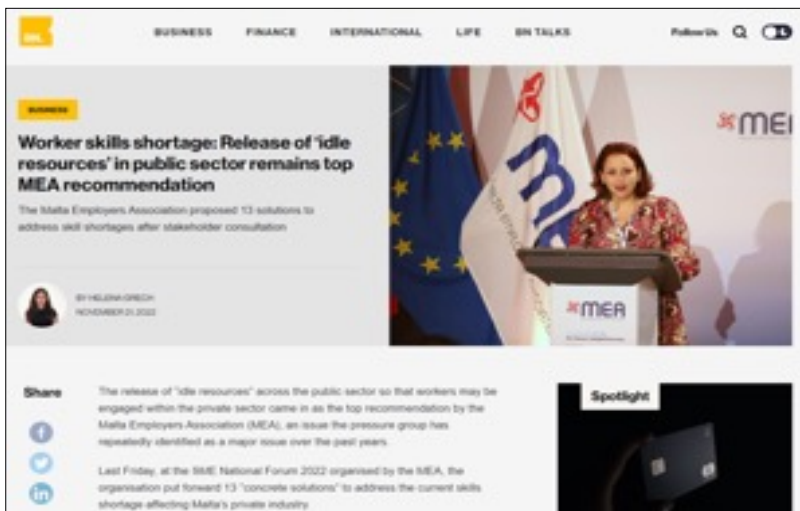 BN.
BUSINESS FINANCE INTERNATIONAL LIFE BN TALKS Follow Us
BUSINESS
Worker skills shortage: Release of ‘idle
resources’ in public sector remains top
MEA recommendation
The Malta Employers Association proposed 13 solutions to
address skill shortages after stakeholder consultation
BY HELENA GRECH
NOVEMBER 21, 2022
MEA
MEA
Share
The release of “idle resources” across the public sector so that workers may be
engaged within the private sector came in as the top recommendation by the
Malta Employers Association (MEA), an issue the pressure group has
repeatedly identified as a major issue over the past years.
Last Friday, at the SME National Forum 2022 organised by the MEA, the
organisation put forward 13 “concrete solutions” to address the current skills
shortage affecting Malta’s private industry.
Spotlight